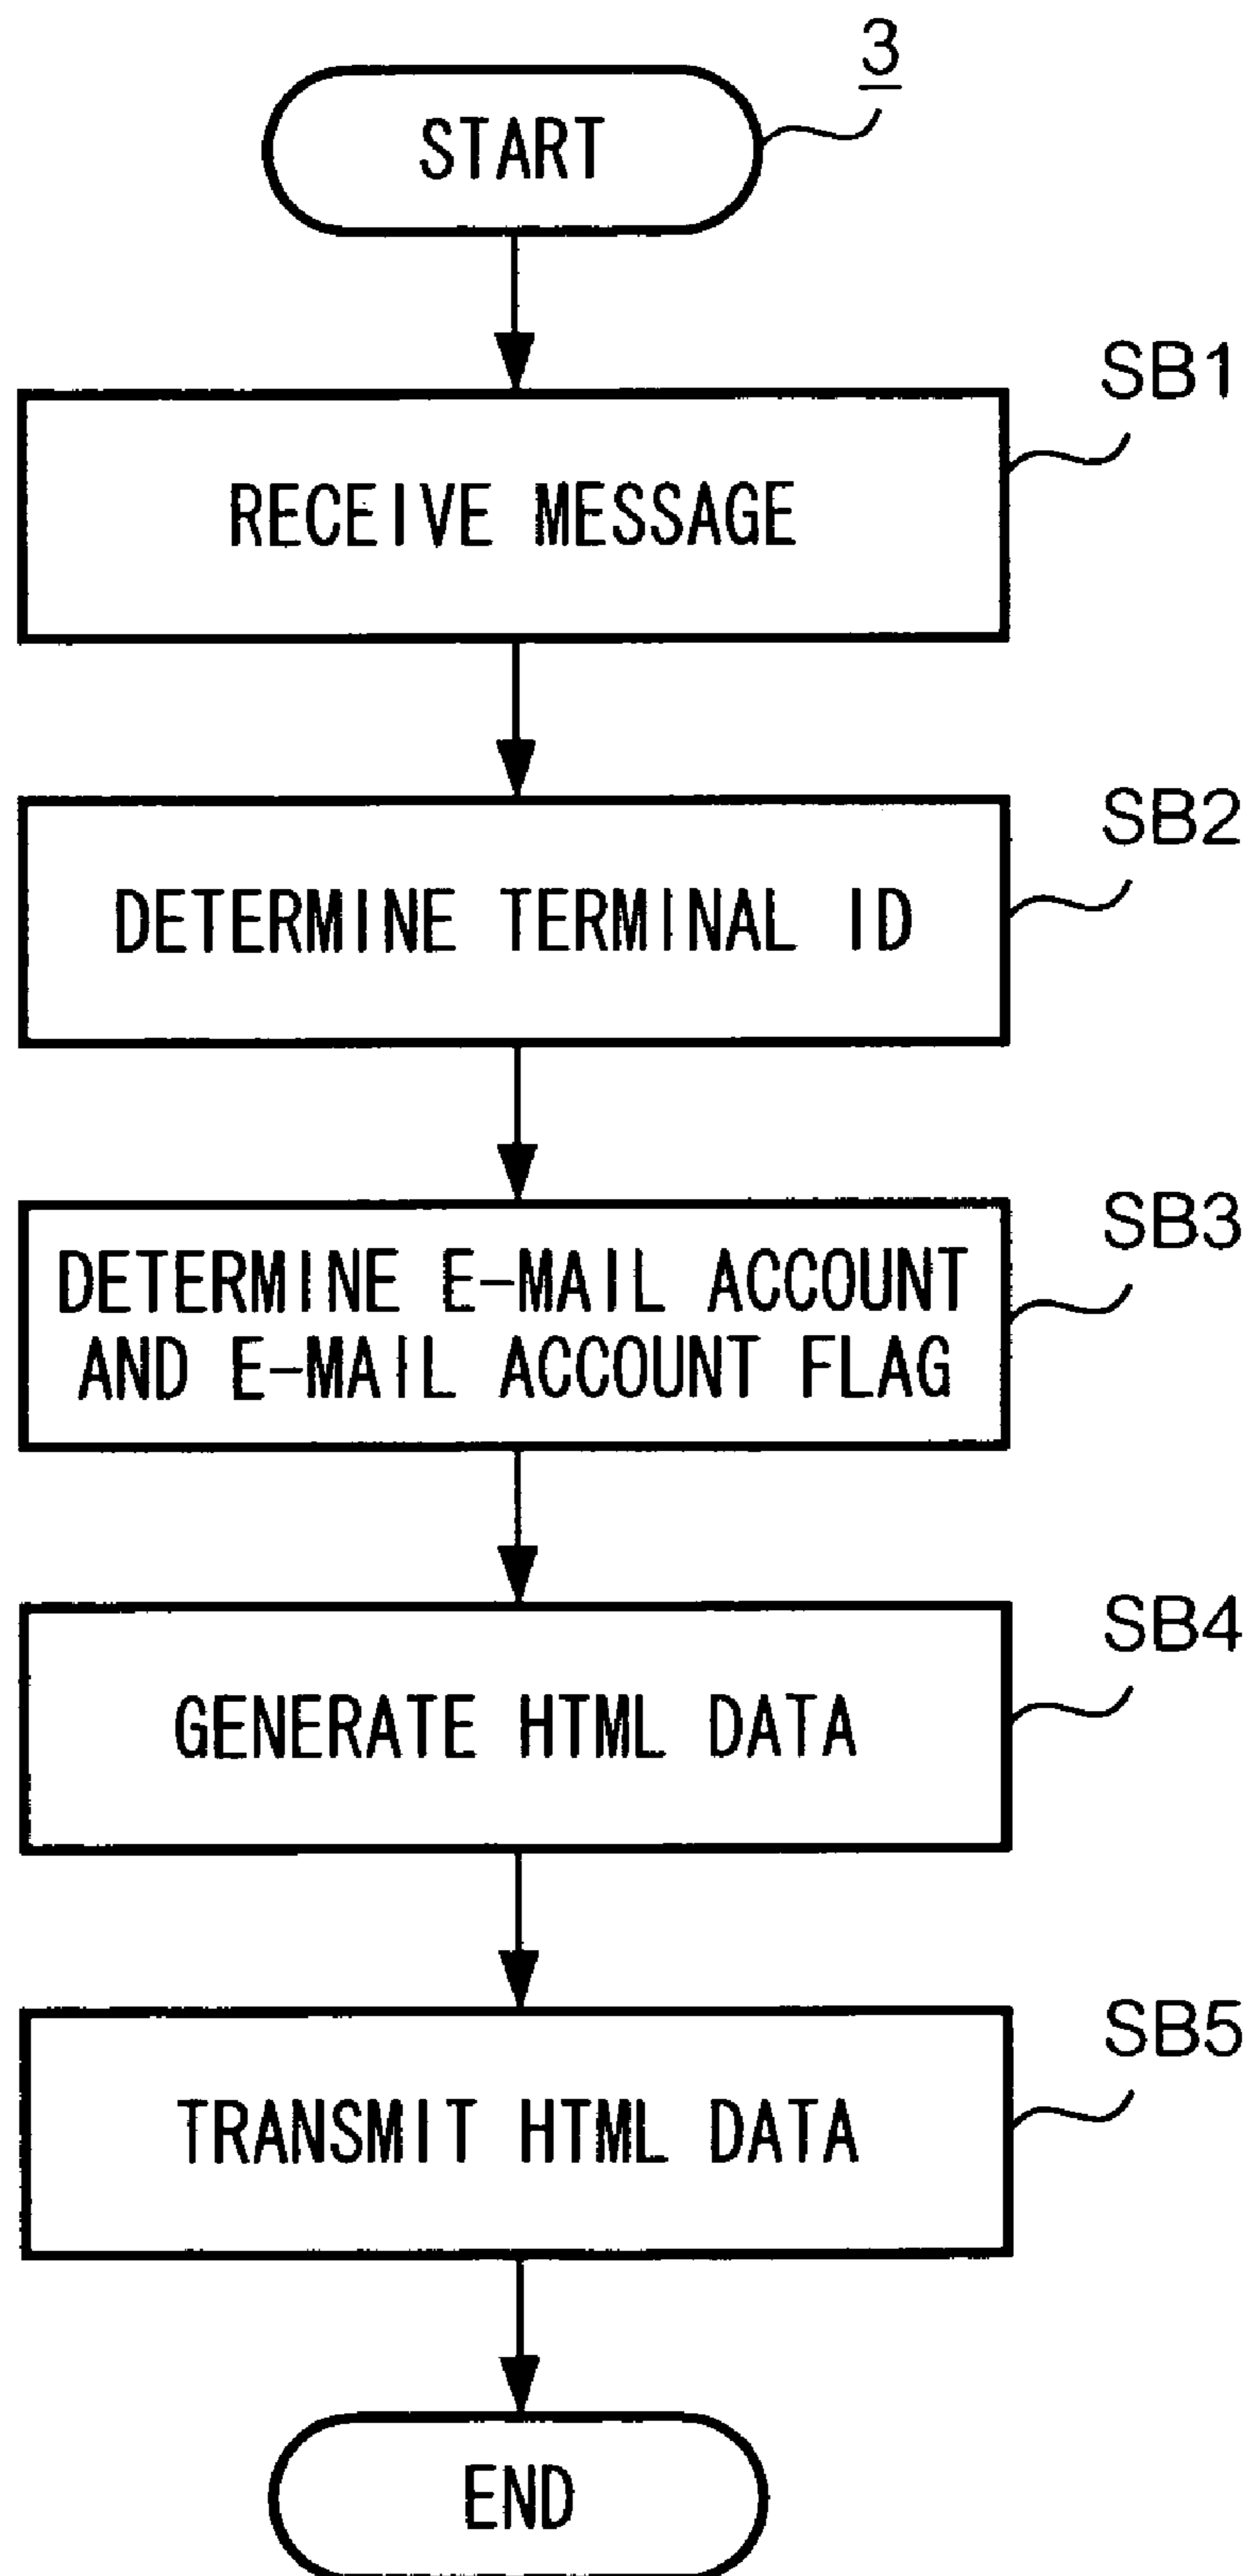 3
START
SB1
RECEIVE MESSAGE
SB2
DETERMINE TERMINAL ID
SB3
DETERMINE E-MAIL ACCOUNT
AND E-MAIL ACCOUNT FLAG
SB4
GENERATE HTML DATA
SB5
TRANSMIT HTML DATA
END